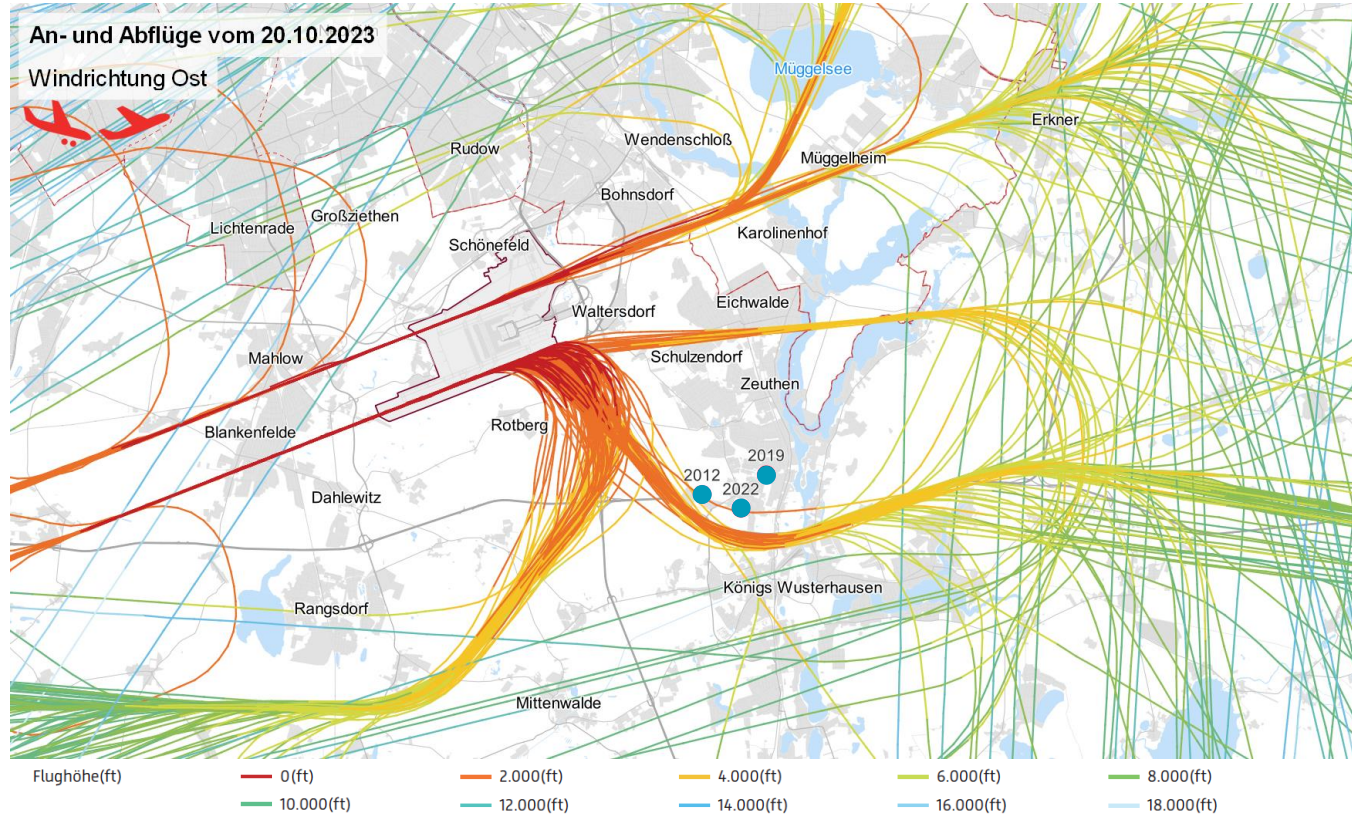 An- und Abflüge vom 20.10.2023
Windrichtung Ost
Müggelsee
Erkner
Wendenschloß
Rudow
Müggelheim
Bohnsdorf
Großziethen
Lichtenrade
Karolinenhof
Schönefeld
Eichwalde
Waltersdorf
Mahlow
Schulzendorf
Zeuthen
Rotberg
Blankenfelde
2019
2012
2022
Dahlewitz
Königs Wusterhausen
Rangsdorf
Mittenwalde
Flughöhe(ft) 0(ft) 2.000(ft) 4.000(ft) 6.000(ft) 8.000(ft)
10.000(ft) 12.000(ft) 14.000(ft) 16.000(ft) 18.000(ft)